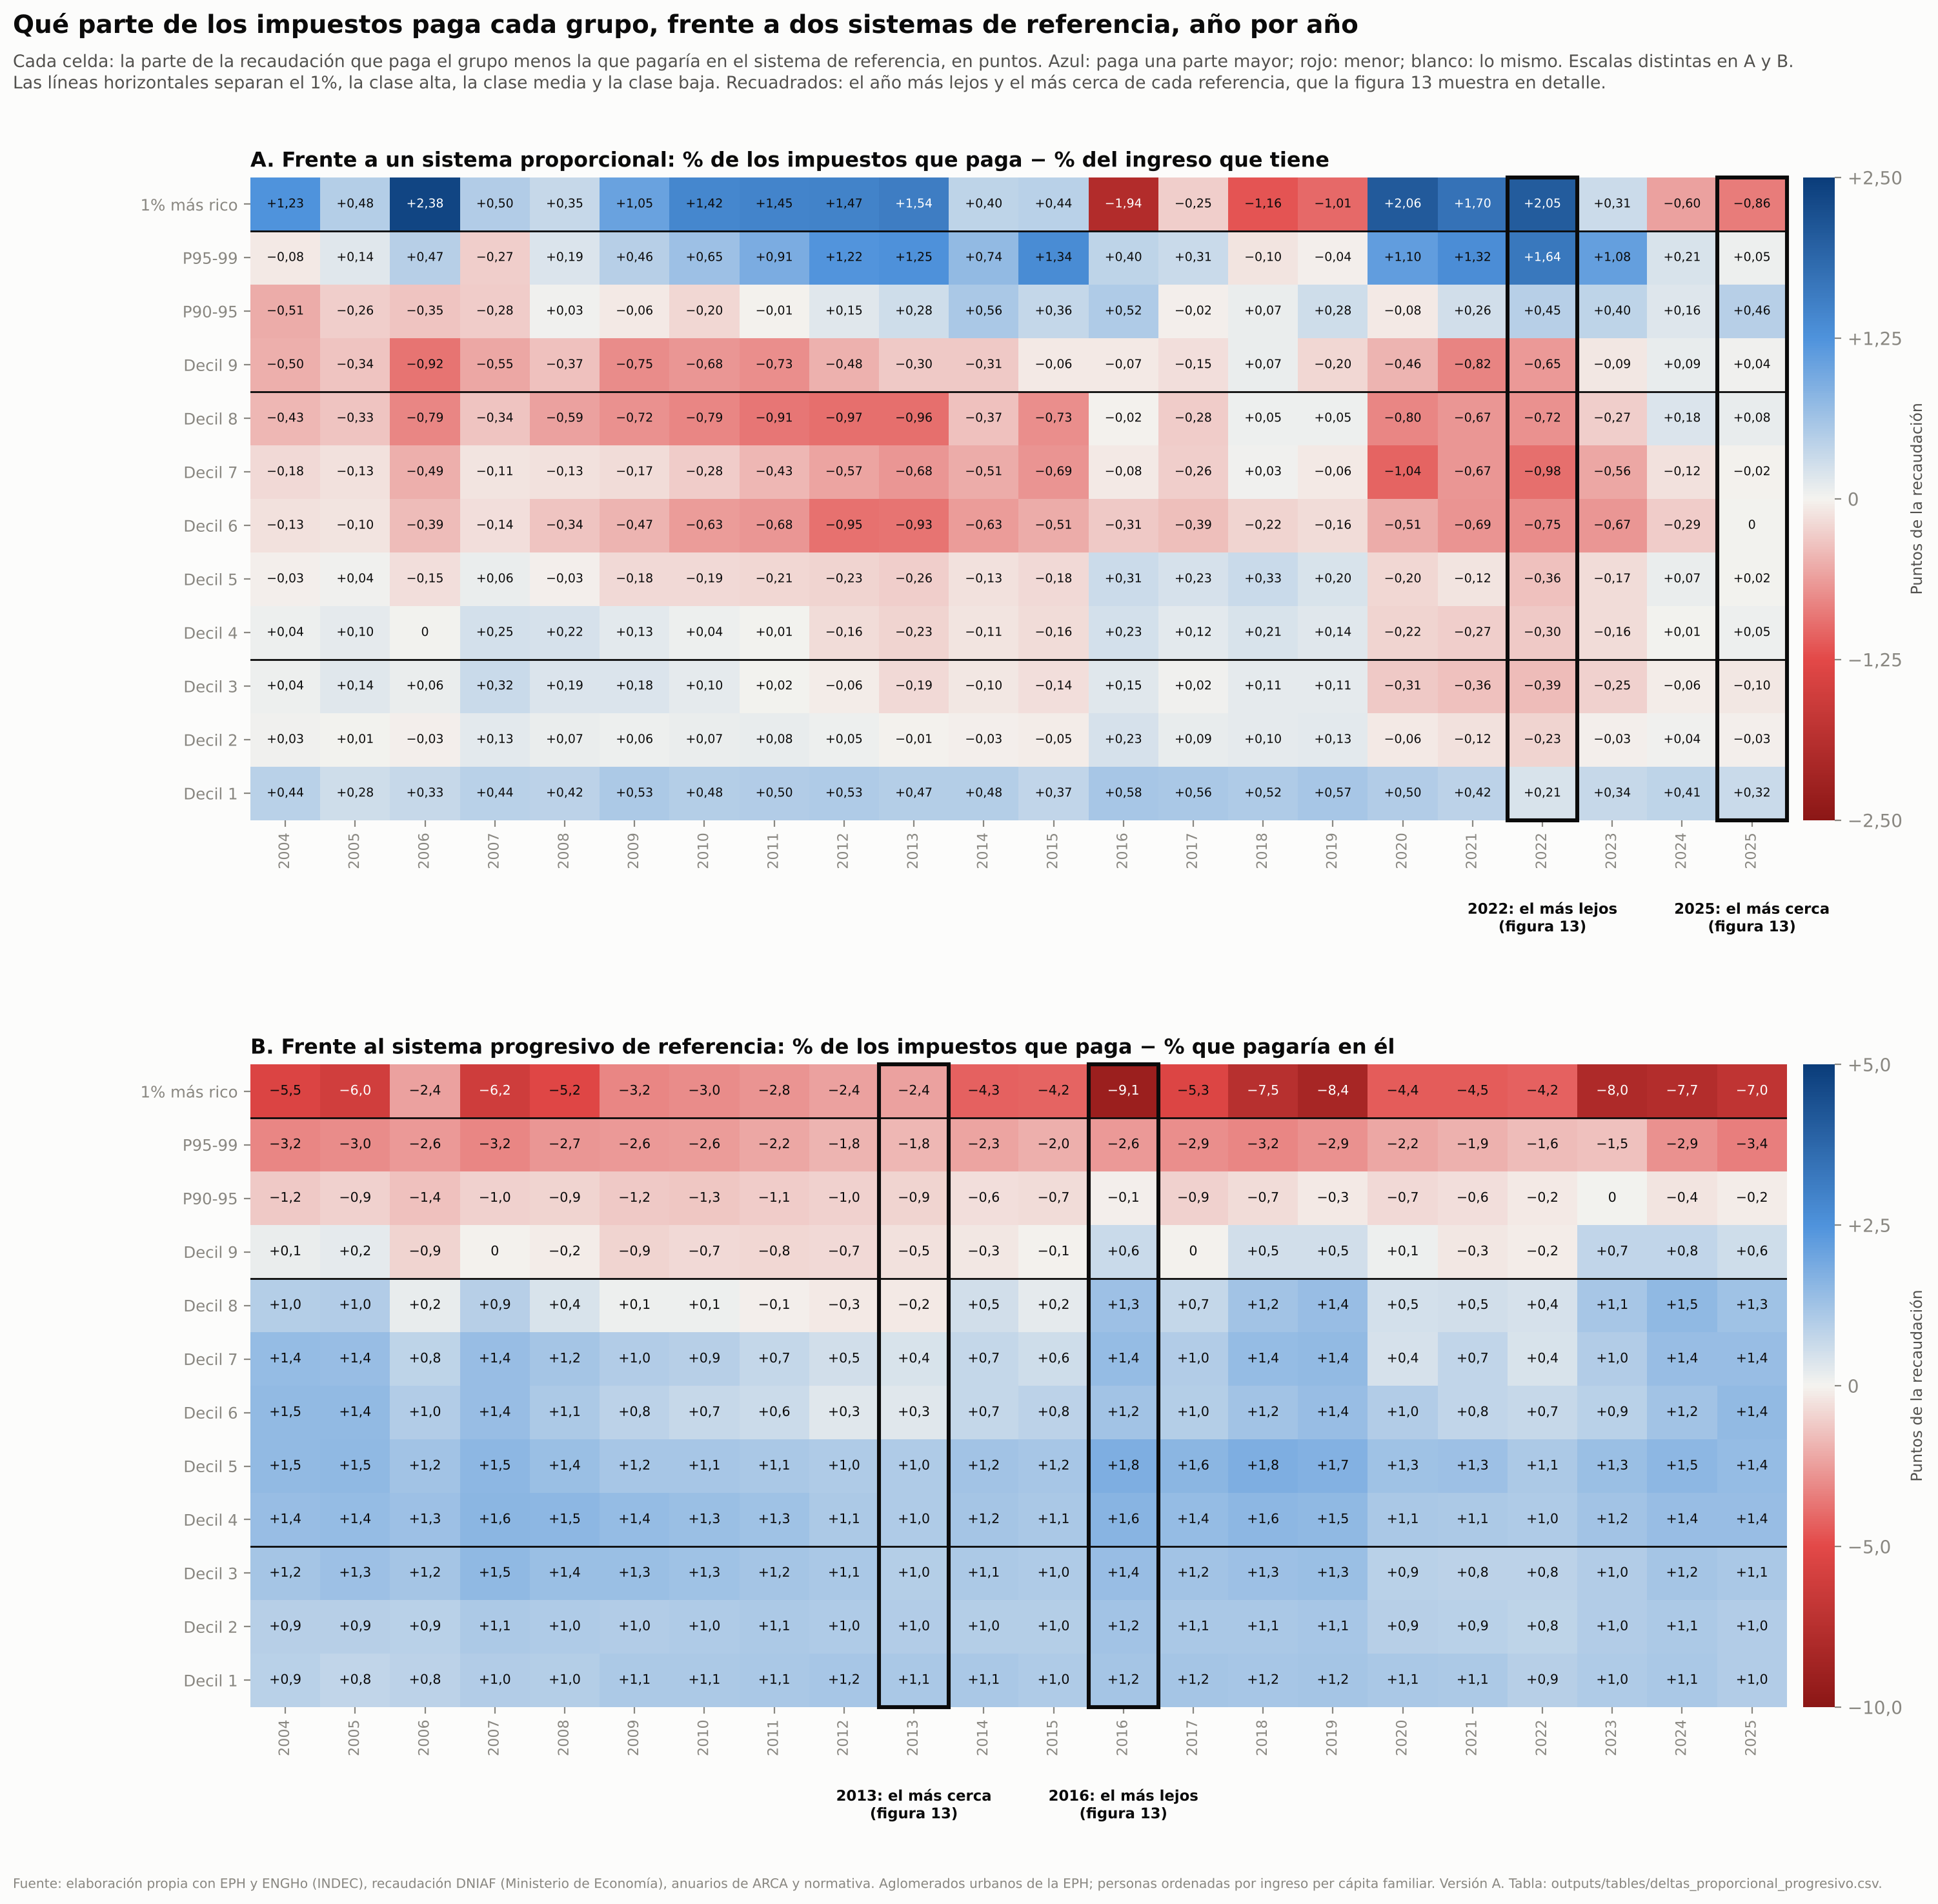 Qué parte de los impuestos paga cada grupo, frente a dos sistemas de referencia, año por año
Cada celda: la parte de la recaudación que paga el grupo menos la que pagaría en el sistema de referencia, en puntos. Azul: paga una parte mayor; rojo: menor; blanco: lo mismo. Escalas distintas en A y B.
Las líneas horizontales separan el 1%, la clase alta, la clase media y la clase baja. Recuadrados: el año más lejos y el más cerca de cada referencia, que la figura 13 muestra en detalle.
A. Frente a un sistema proporcional: % de los impuestos que paga − % del ingreso que tiene
1% más rico +1,23 +0,48 +2,38 +0,50 +0,35 +1,05 +1,42 +1,45 +1,47 +1,54 +0,40 +0,44 −1,94 −0,25 −1,16 −1,01 +2,06 +1,70 +2,05 +0,31 −0,60 −0,86
P95-99 −0,08 +0,14 +0,47 −0,27 +0,19 +0,46 +0,65 +0,91 +1,22 +1,25 +0,74 +1,34 +0,40 +0,31 −0,10 −0,04 +1,10 +1,32 +1,64 +1,08 +0,21 +0,05
P90-95 −0,51 −0,26 −0,35 −0,28 +0,03 −0,06 −0,20 −0,01 +0,15 +0,28 +0,56 +0,36 +0,52 −0,02 +0,07 +0,28 −0,08 +0,26 +0,45 +0,40 +0,16 +0,46
Decil 9 −0,50 −0,34 −0,92 −0,55 −0,37 −0,75 −0,68 −0,73 −0,48 −0,30 −0,31 −0,06 −0,07 −0,15 +0,07 −0,20 −0,46 −0,82 −0,65 −0,09 +0,09 +0,04
Decil 8 −0,43 −0,33 −0,79 −0,34 −0,59 −0,72 −0,79 −0,91 −0,97 −0,96 −0,37 −0,73 −0,02 −0,28 +0,05 +0,05 −0,80 −0,67 −0,72 −0,27 +0,18 +0,08
Decil 7 −0,18 −0,13 −0,49 −0,11 −0,13 −0,17 −0,28 −0,43 −0,57 −0,68 −0,51 −0,69 −0,08 −0,26 +0,03 −0,06 −1,04 −0,67 −0,98 −0,56 −0,12 −0,02
Decil 6 −0,13 −0,10 −0,39 −0,14 −0,34 −0,47 −0,63 −0,68 −0,95 −0,93 −0,63 −0,51 −0,31 −0,39 −0,22 −0,16 −0,51 −0,69 −0,75 −0,67 −0,29 0
Decil 5 −0,03 +0,04 −0,15 +0,06 −0,03 −0,18 −0,19 −0,21 −0,23 −0,26 −0,13 −0,18 +0,31 +0,23 +0,33 +0,20 −0,20 −0,12 −0,36 −0,17 +0,07 +0,02
Decil 4 +0,04 +0,10 0 +0,25 +0,22 +0,13 +0,04 +0,01 −0,16 −0,23 −0,11 −0,16 +0,23 +0,12 +0,21 +0,14 −0,22 −0,27 −0,30 −0,16 +0,01 +0,05
Decil 3 +0,04 +0,14 +0,06 +0,32 +0,19 +0,18 +0,10 +0,02 −0,06 −0,19 −0,10 −0,14 +0,15 +0,02 +0,11 +0,11 −0,31 −0,36 −0,39 −0,25 −0,06 −0,10
Decil 2 +0,03 +0,01 −0,03 +0,13 +0,07 +0,06 +0,07 +0,08 +0,05 −0,01 −0,03 −0,05 +0,23 +0,09 +0,10 +0,13 −0,06 −0,12 −0,23 −0,03 +0,04 −0,03
Decil 1 +0,44 +0,28 +0,33 +0,44 +0,42 +0,53 +0,48 +0,50 +0,53 +0,47 +0,48 +0,37 +0,58 +0,56 +0,52 +0,57 +0,50 +0,42 +0,21 +0,34 +0,41 +0,32
2004 2005 2006 2007 2008 2009 2010 2011 2012 2013 2014 2015 2016 2017 2018 2019 2020 2021 2022 2023 2024 2025
+2,50
+1,25
0
−1,25
−2,50
Puntos de la recaudación
2022: el más lejos
(figura 13)
2025: el más cerca
(figura 13)
B. Frente al sistema progresivo de referencia: % de los impuestos que paga − % que pagaría en él
1% más rico −5,5 −6,0 −2,4 −6,2 −5,2 −3,2 −3,0 −2,8 −2,4 −2,4 −4,3 −4,2 −9,1 −5,3 −7,5 −8,4 −4,4 −4,5 −4,2 −8,0 −7,7 −7,0
P95-99 −3,2 −3,0 −2,6 −3,2 −2,7 −2,6 −2,6 −2,2 −1,8 −1,8 −2,3 −2,0 −2,6 −2,9 −3,2 −2,9 −2,2 −1,9 −1,6 −1,5 −2,9 −3,4
P90-95 −1,2 −0,9 −1,4 −1,0 −0,9 −1,2 −1,3 −1,1 −1,0 −0,9 −0,6 −0,7 −0,1 −0,9 −0,7 −0,3 −0,7 −0,6 −0,2 0 −0,4 −0,2
Decil 9 +0,1 +0,2 −0,9 0 −0,2 −0,9 −0,7 −0,8 −0,7 −0,5 −0,3 −0,1 +0,6 0 +0,5 +0,5 +0,1 −0,3 −0,2 +0,7 +0,8 +0,6
Decil 8 +1,0 +1,0 +0,2 +0,9 +0,4 +0,1 +0,1 −0,1 −0,3 −0,2 +0,5 +0,2 +1,3 +0,7 +1,2 +1,4 +0,5 +0,5 +0,4 +1,1 +1,5 +1,3
Decil 7 +1,4 +1,4 +0,8 +1,4 +1,2 +1,0 +0,9 +0,7 +0,5 +0,4 +0,7 +0,6 +1,4 +1,0 +1,4 +1,4 +0,4 +0,7 +0,4 +1,0 +1,4 +1,4
Decil 6 +1,5 +1,4 +1,0 +1,4 +1,1 +0,8 +0,7 +0,6 +0,3 +0,3 +0,7 +0,8 +1,2 +1,0 +1,2 +1,4 +1,0 +0,8 +0,7 +0,9 +1,2 +1,4
Decil 5 +1,5 +1,5 +1,2 +1,5 +1,4 +1,2 +1,1 +1,1 +1,0 +1,0 +1,2 +1,2 +1,8 +1,6 +1,8 +1,7 +1,3 +1,3 +1,1 +1,3 +1,5 +1,4
Decil 4 +1,4 +1,4 +1,3 +1,6 +1,5 +1,4 +1,3 +1,3 +1,1 +1,0 +1,2 +1,1 +1,6 +1,4 +1,6 +1,5 +1,1 +1,1 +1,0 +1,2 +1,4 +1,4
Decil 3 +1,2 +1,3 +1,2 +1,5 +1,4 +1,3 +1,3 +1,2 +1,1 +1,0 +1,1 +1,0 +1,4 +1,2 +1,3 +1,3 +0,9 +0,8 +0,8 +1,0 +1,2 +1,1
Decil 2 +0,9 +0,9 +0,9 +1,1 +1,0 +1,0 +1,0 +1,1 +1,0 +1,0 +1,0 +1,0 +1,2 +1,1 +1,1 +1,1 +0,9 +0,9 +0,8 +1,0 +1,1 +1,0
Decil 1 +0,9 +0,8 +0,8 +1,0 +1,0 +1,1 +1,1 +1,1 +1,2 +1,1 +1,1 +1,0 +1,2 +1,2 +1,2 +1,2 +1,1 +1,1 +0,9 +1,0 +1,1 +1,0
2004 2005 2006 2007 2008 2009 2010 2011 2012 2013 2014 2015 2016 2017 2018 2019 2020 2021 2022 2023 2024 2025
+5,0
+2,5
0
−5,0
−10,0
Puntos de la recaudación
2013: el más cerca
(figura 13)
2016: el más lejos
(figura 13)
Fuente: elaboración propia con EPH y ENGHo (INDEC), recaudación DNIAF (Ministerio de Economía), anuarios de ARCA y normativa. Aglomerados urbanos de la EPH; personas ordenadas por ingreso per cápita familiar. Versión A. Tabla: outputs/tables/deltas_proporcional_progresivo.csv.